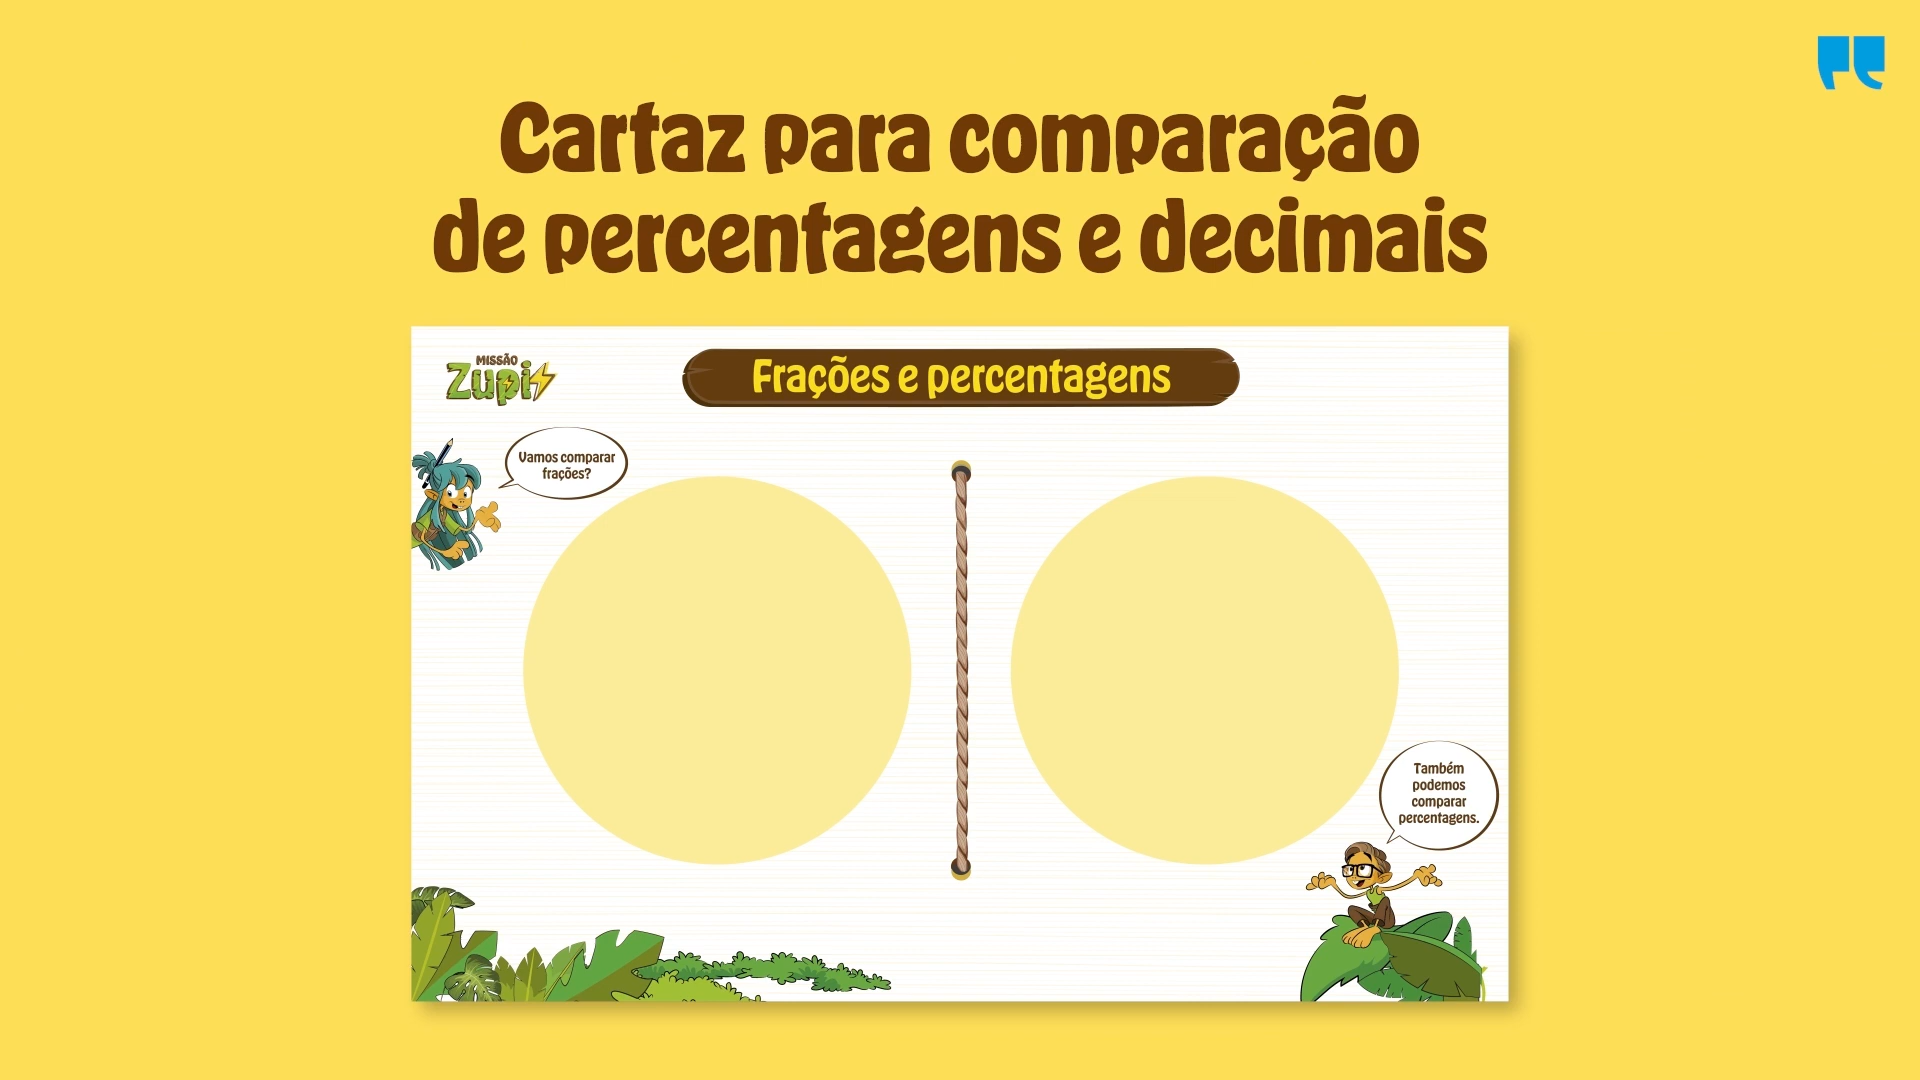 Cartaz para comparação
de percentagens e decimais
MISSÃO
Zupi
Frações e percentagens
Vamos comparar
frações?
Também
podemos
comparar
percentagens.